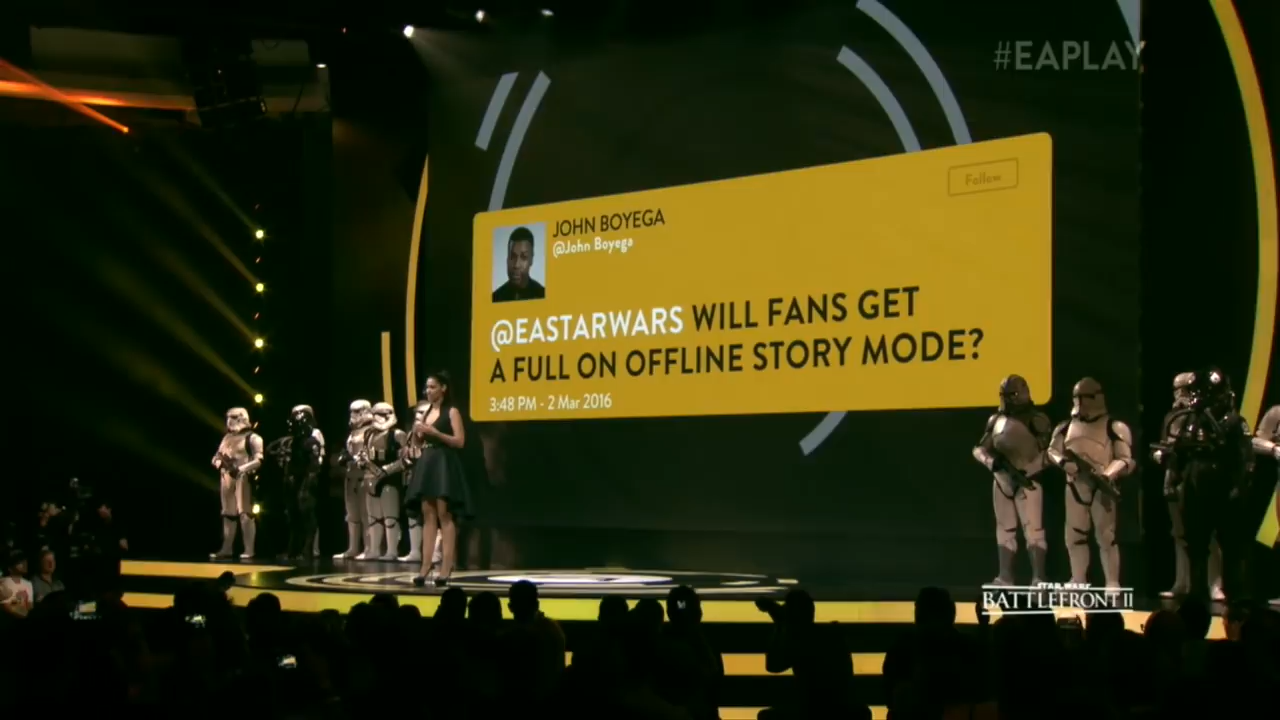 #EAPLAY
Follow
JOHN BOYEGA
@John Boyega
@EASTARWARS WILL FANS GET
A FULL ON OFFLINE STORY MODE?
3:48 PM - 2 Mar 2016
STAR WARS
BATTLEFRONT II